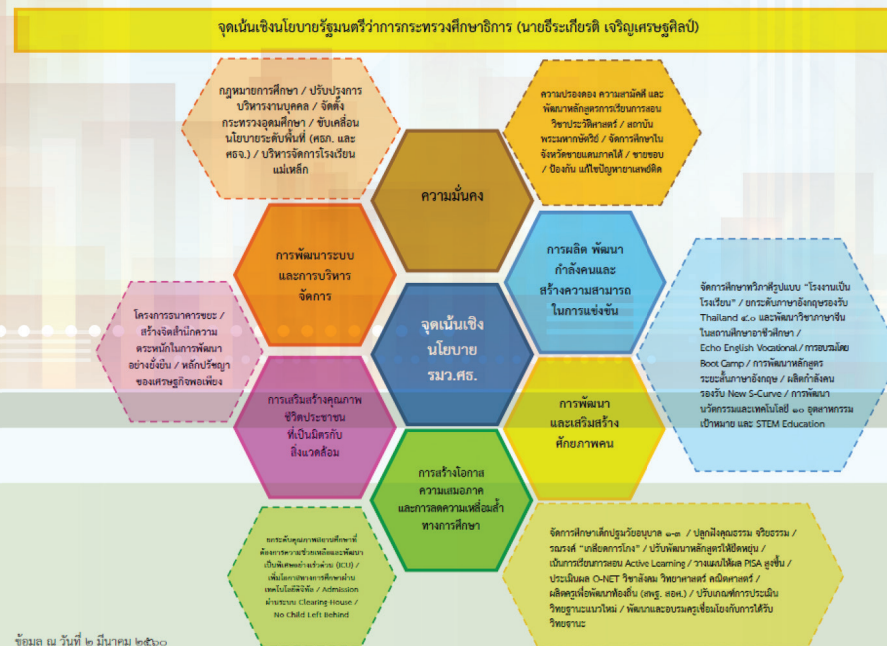 จุดเน้นเชิงนโยบายรัฐมนตรีว่าการกระทรวงศึกษาธิการ (นายธีระเกียรติ เจริญเศรษฐศิลป์)
กฎหมายการศึกษา / ปรับปรุงการ
บริหารงานบุคคล / จัดตั้ง
กระทรวงอุดมศึกษา / ขับเคลื่อน
นโยบายระดับพื้นที่ (ศธภ. และ
ศธจ.) / บริหารจัดการโรงเรียน
แม่เหล็ก
ความปรองดอง ความสามัคคี และ
พัฒนาหลักสูตรการเรียนการสอน
วิชาประวัติศาสตร์ / สถาบัน
พระมหากษัตริย์ / จัดการศึกษาใน
จังหวัดชายแดนภาคใต้ / ชายขอบ
/ ป้องกัน แก้ไขปัญหายาเสพติด
ความมั่นคง
การพัฒนาระบบ
และการบริหาร
จัดการ
การผลิต พัฒนา
กำลังคนและ
สร้างความสามารถ
ในการแข่งขัน
จุดเน้นเชิง
นโยบาย
รมว.ศธ.
โครงการธนาคารขยะ /
สร้างจิตสำนึกความ
ตระหนักในการพัฒนา
อย่างยั่งยืน / หลักปรัชญา
ของเศรษฐกิจพอเพียง
จัดการศึกษาทวิภาคีรูปแบบ “โรงงานเป็น
โรงเรียน” / ยกระดับภาษาอังกฤษรองรับ
Thailand ๔.๐ และพัฒนาวิชาภาษาจีน
ในสถานศึกษาอาชีวศึกษา /
Echo English Vocational / การอบรมโดย
Boot Camp / การพัฒนาหลักสูตร
ระยะสั้นภาษาอังกฤษ / ผลิตกำลังคน
รองรับ New S-Curve / การพัฒนา
นวัตกรรมและเทคโนโลยี ๑๐ อุตสาหกรรม
เป้าหมาย และ STEM Education
การเสริมสร้างคุณภาพ
ชีวิตประชาชน
ที่เป็นมิตรกับ
สิ่งแวดล้อม
การพัฒนา
และเสริมสร้าง
ศักยภาพคน
การสร้างโอกาส
ความเสมอภาค
และการลดความเหลื่อมล้ำ
ทางการศึกษา
ยกระดับคุณภาพสถานศึกษาที่
ต้องการความช่วยเหลือและพัฒนา
เป็นพิเศษอย่างเร่งด่วน (ICU) /
เพิ่มโอกาสทางการศึกษาผ่าน
เทคโนโลยีดิจิทัล / Admission
ผ่านระบบ Clearing-House /
No Child Left Behind
จัดการศึกษาเด็กปฐมวัยอนุบาล ๑-๓ / ปลูกฝังคุณธรรม จริยธรรม /
รณรงค์ “เกลียดการโกง” / ปรับพัฒนาหลักสูตรให้ยืดหยุ่น /
เน้นการเรียนการสอน Active Learning / วางแผนให้ผล PISA สูงขึ้น /
ประเมินผล O-NET วิชาสังคม วิทยาศาสตร์ คณิตศาสตร์ /
ผลิตครูเพื่อพัฒนาท้องถิ่น (สพฐ. สอศ.) / ปรับเกณฑ์การประเมิน
วิทยฐานะแนวใหม่ / พัฒนาและอบรมครูเชื่อมโยงกับการได้รับ
วิทยฐานะ
ข้อมูล ณ วันที่ ๒ มีนาคม ๒๕๖๐